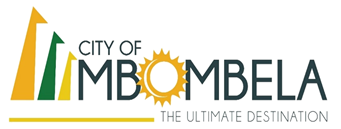 CITY OF
MBOMBELA
THE ULTIMATE DESTINATION